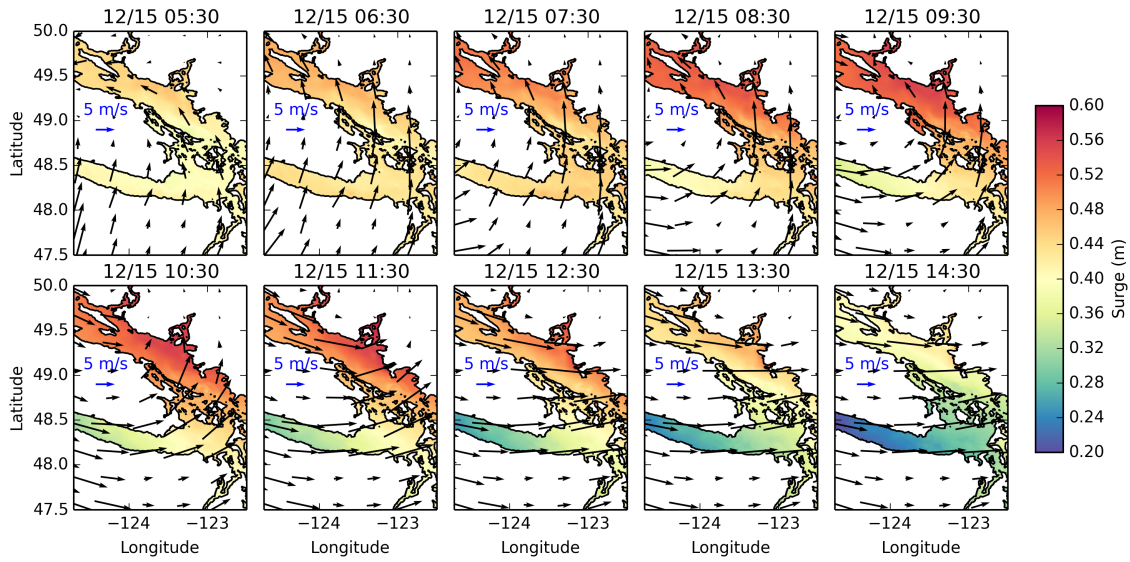 12/15 05:30 12/15 06:30 12/15 07:30 12/15 08:30 12/15 09:30
50.0
49.5
5 m/s 5 m/s 5 m/s 5 m/s 5 m/s
49.0
48.5
48.0
47.5
Latitude
12/15 10:30 12/15 11:30 12/15 12:30 12/15 13:30 12/15 14:30
50.0
49.5
5 m/s 5 m/s 5 m/s 5 m/s 5 m/s
49.0
48.5
48.0
47.5
Latitude
−124 −123 −124 −123 −124 −123 −124 −123 −124 −123
Longitude Longitude Longitude Longitude Longitude
0.60
0.56
0.52
0.48
0.44
0.40
0.36
0.32
0.28
0.24
0.20
Surge (m)